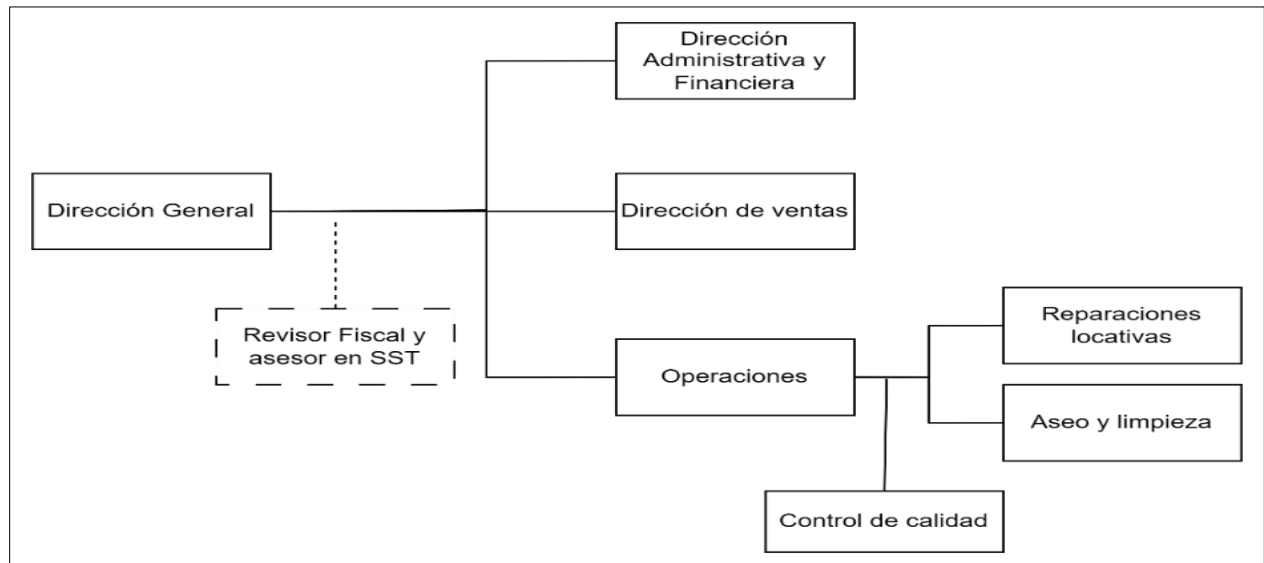 Dirección
Administrativa y
Financiera
Dirección General
Dirección de ventas
Revisor Fiscal y
asesor en SST
Operaciones
Reparaciones
locativas
Aseo y limpieza
Control de calidad